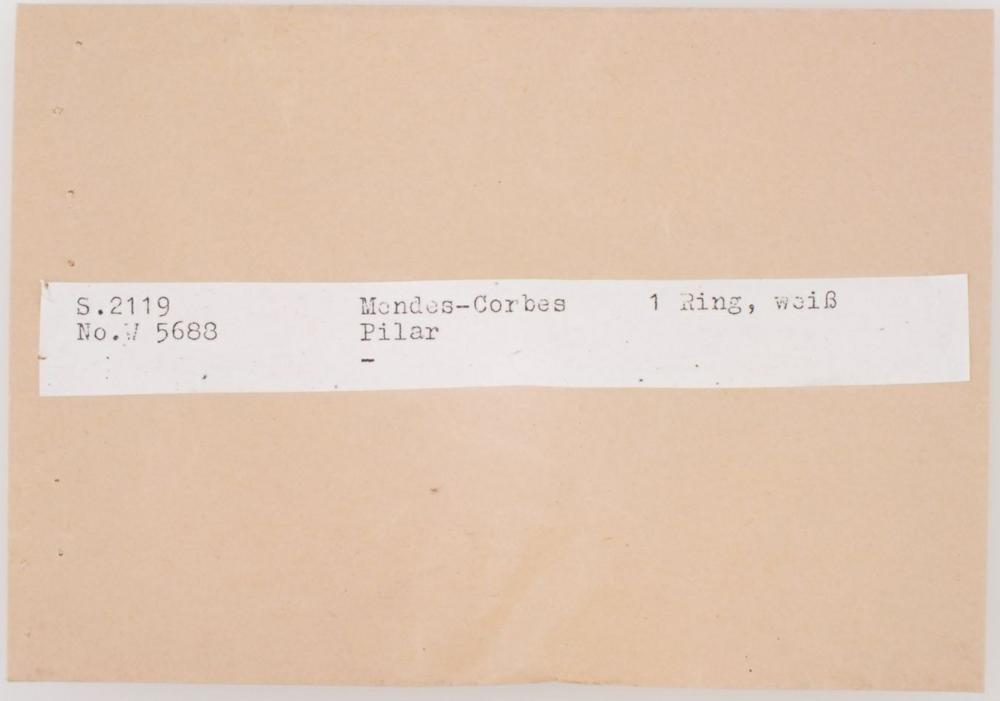 S.2119 Mendes-Corbes 1 Ring, weiß
No.W 5688 Pilar
-